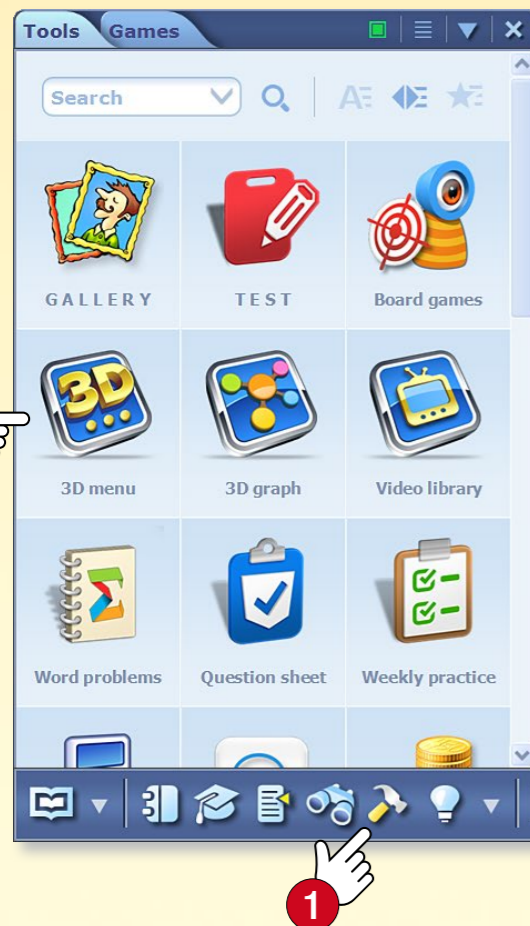 Tools Games
Search
A
GALLERY TEST Board games
3D
3D menu 3D graph Video library
Σ
Word problems Question sheet Weekly practice
1